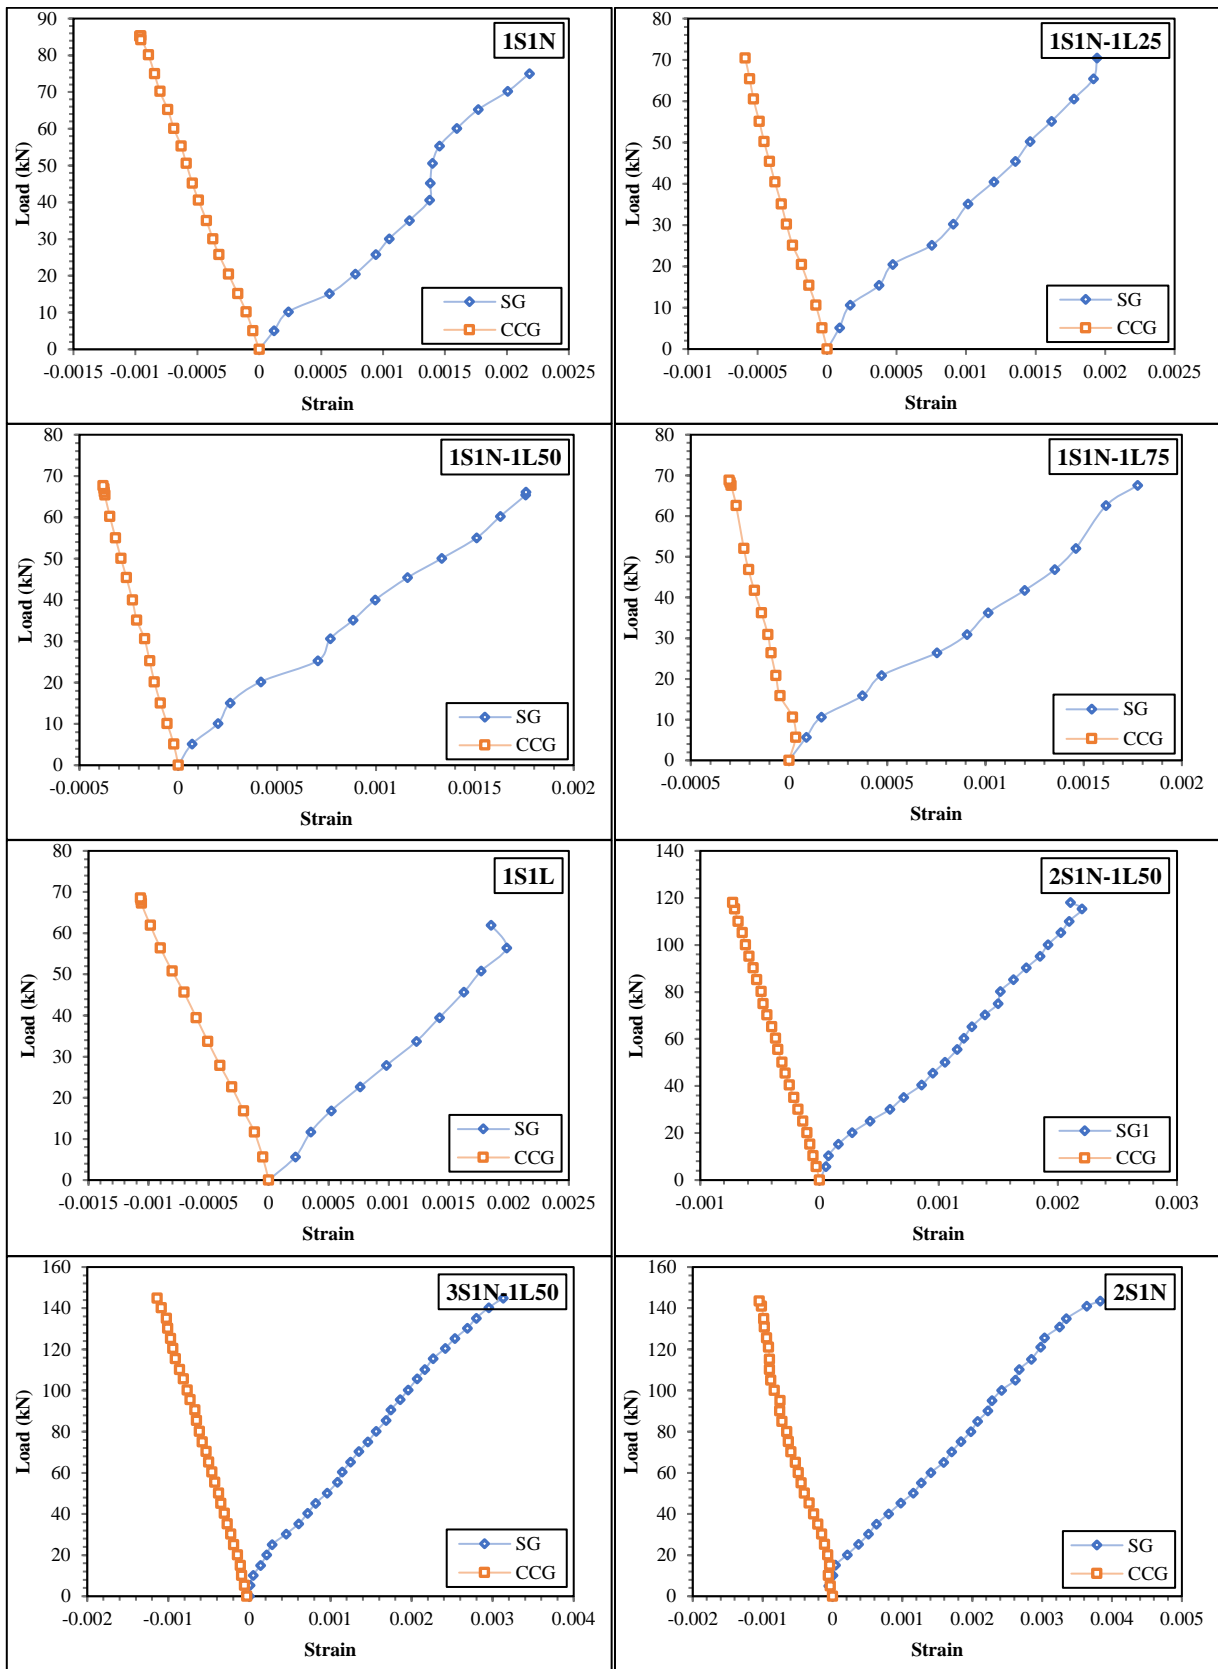 1S1N
Load (kN)
90
80
70
60
50
40
30
20
10
0
SG
CCG
-0.0015 -0.001 -0.0005 0 0.0005 0.001 0.0015 0.002 0.0025
Strain
1S1N-1L25
Load (kN)
80
70
60
50
40
30
20
10
0
SG
CCG
-0.001 -0.0005 0 0.0005 0.001 0.0015 0.002 0.0025
Strain
1S1N-1L50
Load (kN)
80
70
60
50
40
30
20
10
0
SG
CCG
-0.0005 0 0.0005 0.001 0.0015 0.002
Strain
1S1N-1L75
Load (kN)
80
70
60
50
40
30
20
10
0
SG
CCG
-0.0005 0 0.0005 0.001 0.0015 0.002
Strain
1S1L
Load (kN)
80
70
60
50
40
30
20
10
0
SG
CCG
-0.0015 -0.001 -0.0005 0 0.0005 0.001 0.0015 0.002 0.0025
Strain
2S1N-1L50
Load (kN)
140
120
100
80
60
40
20
0
SG1
CCG
-0.001 0 0.001 0.002 0.003
Strain
3S1N-1L50
Load (kN)
160
140
120
100
80
60
40
20
0
SG
CCG
-0.002 -0.001 0 0.001 0.002 0.003 0.004
Strain
2S1N
Load (kN)
160
140
120
100
80
60
40
20
0
SG
CCG
-0.002 -0.001 0 0.001 0.002 0.003 0.004 0.005
Strain